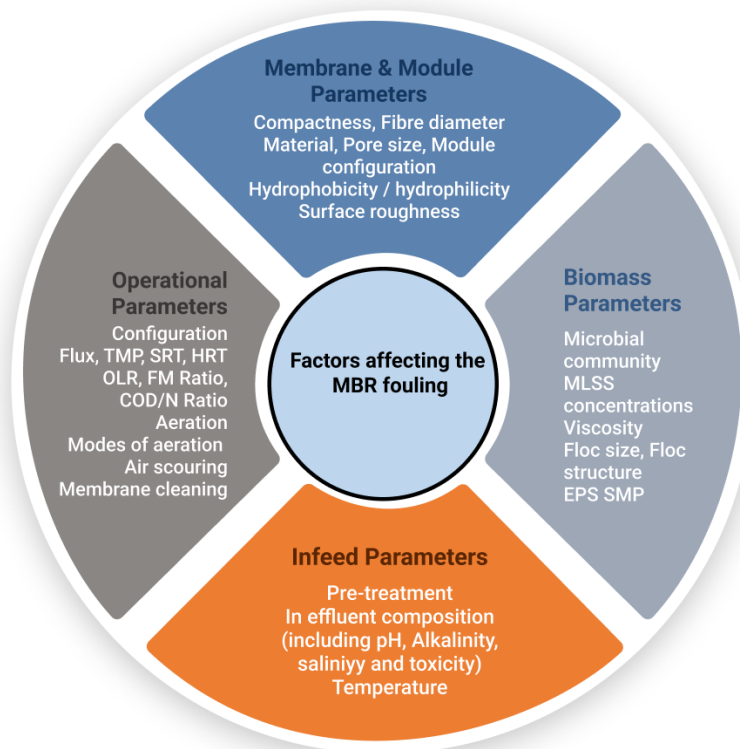 Membrane & Module
Parameters
Compactness, Fibre diameter
Material, Pore size, Module
configuration
Hydrophobicity / hydrophilicity
Surface roughness
Operational
Parameters
Configuration
Flux, TMP, SRT, HRT
OLR, FM Ratio,
COD/N Ratio
Aeration
Modes of aeration
Air scouring
Membrane cleaning
Factors affecting the
MBR fouling
Biomass
Parameters
Microbial
community
MLSS
concentrations
Viscosity
Floc size, Floc
structure
EPS SMP
Infeed Parameters
Pre-treatment
In effluent composition
(including pH, Alkalinity,
saliniyy and toxicity)
Temperature